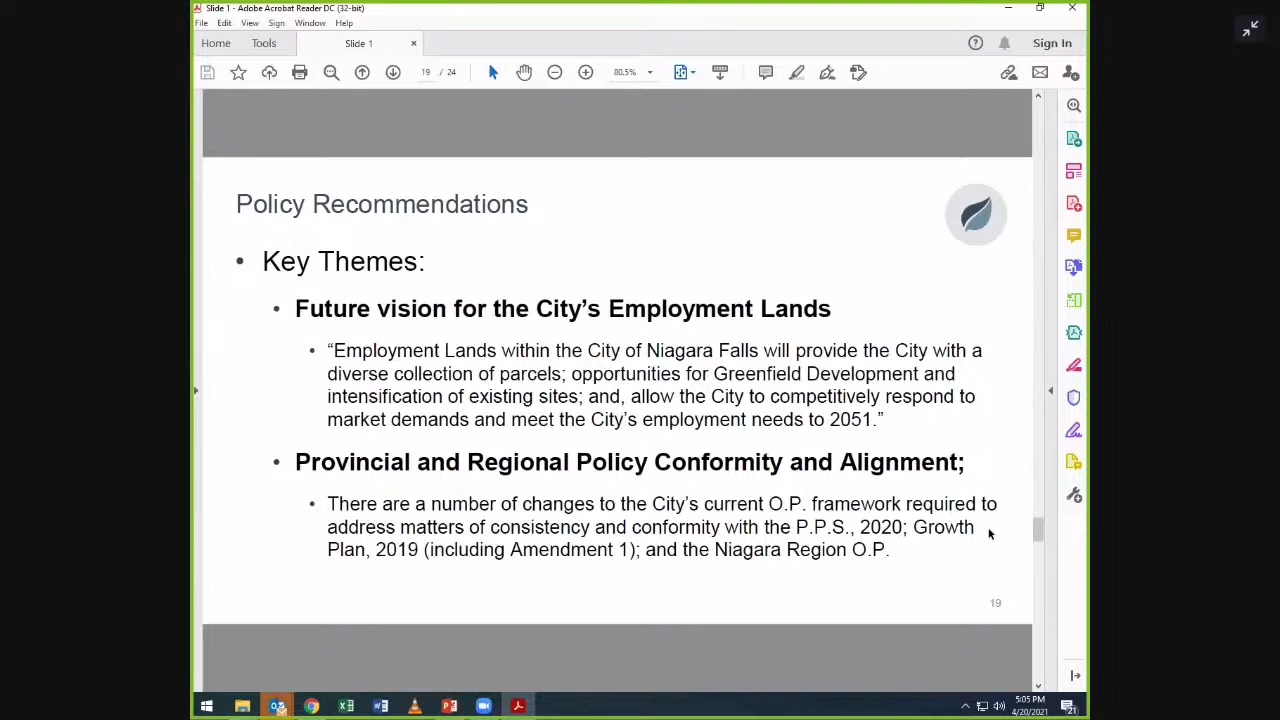 Slide 1 - Adobe Acrobat Reader DC (32-bit)
File Edit View Sign Window Help
Home Tools Slide 1 × Sign In
19 / 24 80.5%
Policy Recommendations
• Key Themes:
• Future vision for the City’s Employment Lands
• “Employment Lands within the City of Niagara Falls will provide the City with a
diverse collection of parcels; opportunities for Greenfield Development and
intensification of existing sites; and, allow the City to competitively respond to
market demands and meet the City’s employment needs to 2051.”
• Provincial and Regional Policy Conformity and Alignment;
• There are a number of changes to the City’s current O.P. framework required to
address matters of consistency and conformity with the P.P.S., 2020; Growth
Plan, 2019 (including Amendment 1); and the Niagara Region O.P.
19
5:05 PM
4/20/2021
21